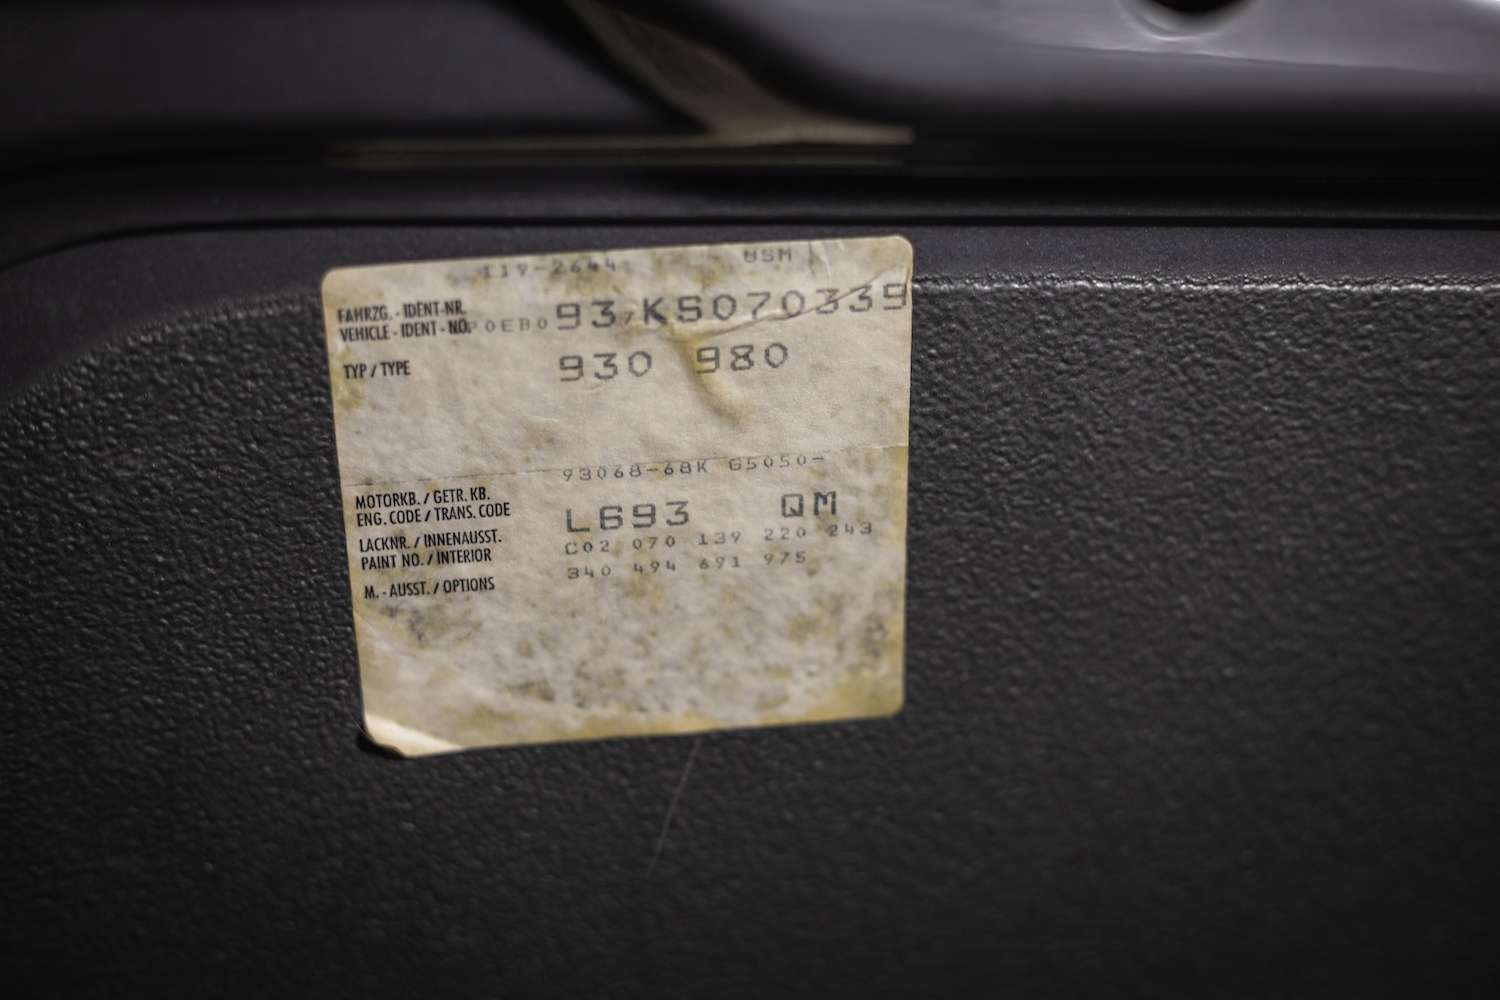 119-2644 USM
FAHRZG. - IDENT-NR.
VEHICLE - IDENT - NO. P0EB0 93 KS070339
TYP / TYPE 930 980
93068-68K G5050-
MOTORKB. / GETR. KB.
ENG. CODE / TRANS. CODE L693 QM
LACKNR. / INNENAUSST. C02 070 139 220 243
PAINT NO. / INTERIOR 340 494 691 975
M. - AUSST. / OPTIONS